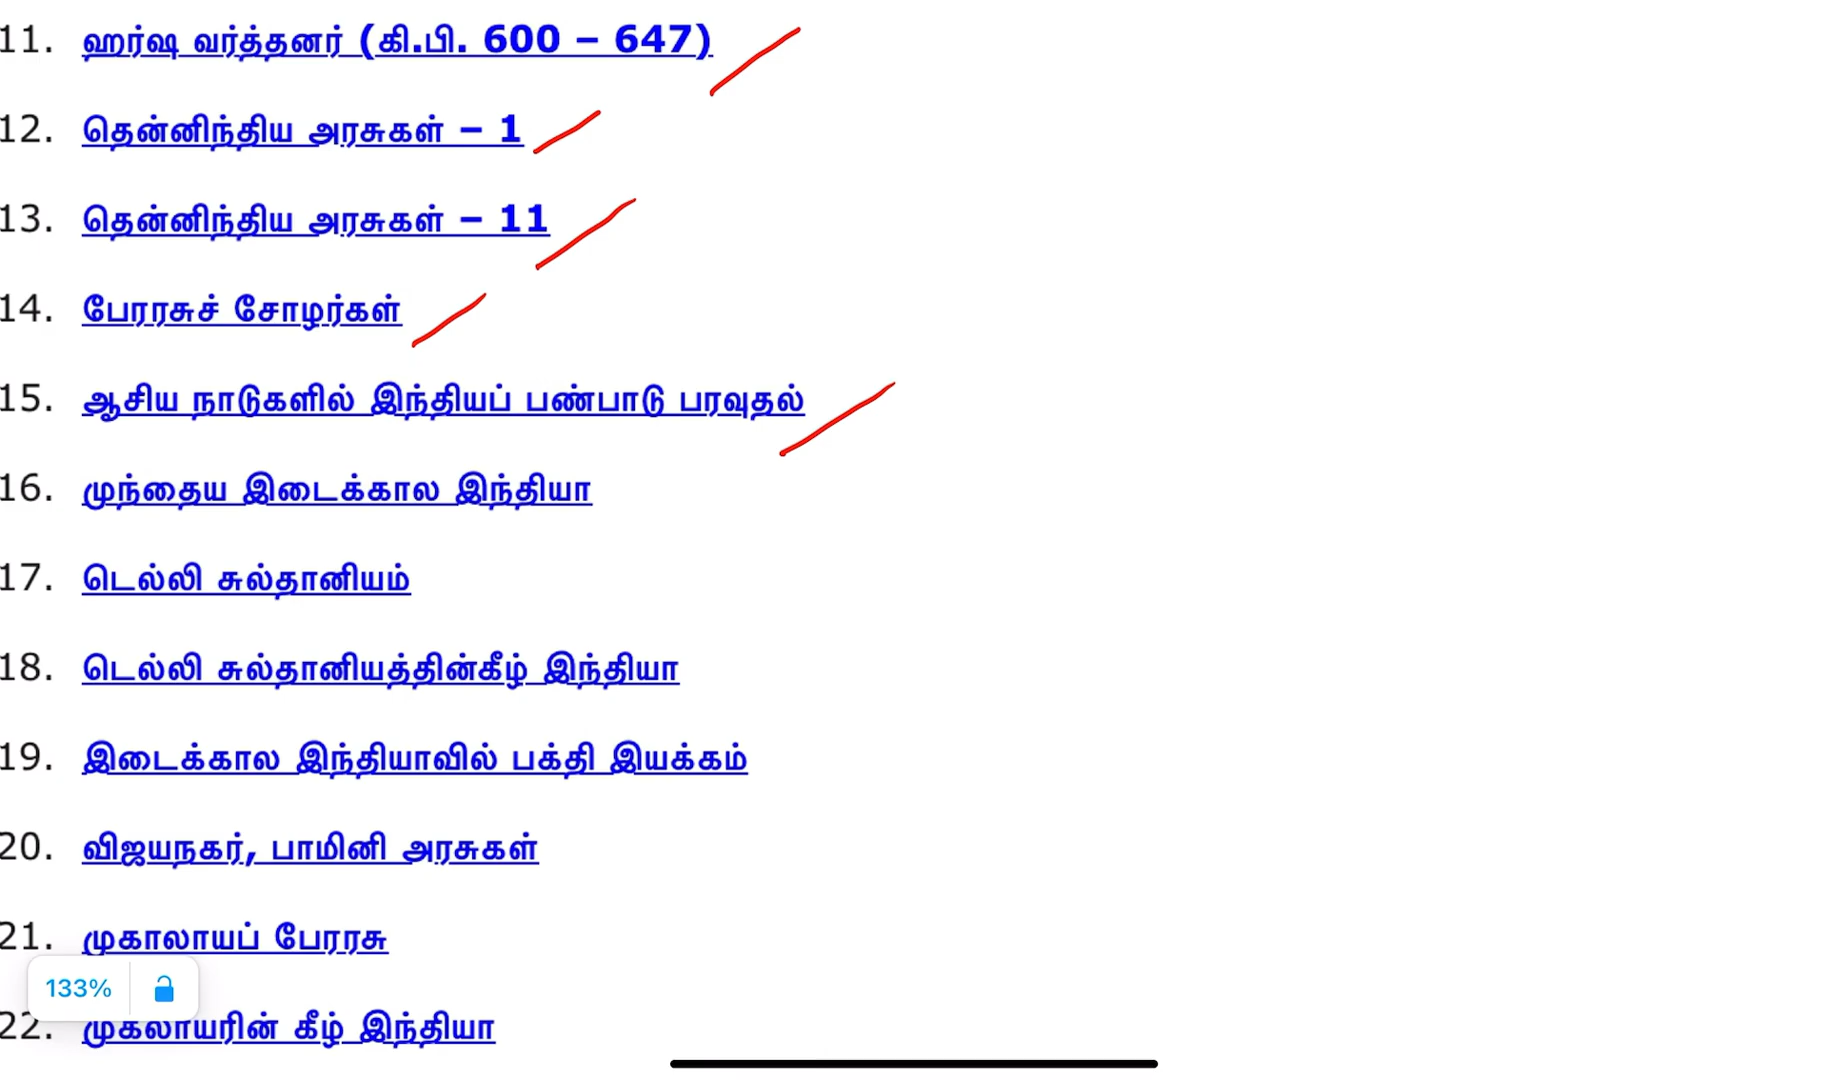 11. ஹர்ஷ வர்த்தனர் (கி.பி. 600 – 647)
12. தென்னிந்திய அரசுகள் – 1
13. தென்னிந்திய அரசுகள் – 11
14. பேரரசுச் சோழர்கள்
15. ஆசிய நாடுகளில் இந்தியப் பண்பாடு பரவுதல்
16. முந்தைய இடைக்கால இந்தியா
17. டெல்லி சுல்தானியம்
18. டெல்லி சுல்தானியத்தின்கீழ் இந்தியா
19. இடைக்கால இந்தியாவில் பக்தி இயக்கம்
20. விஜயநகர், பாமினி அரசுகள்
21. முகாலாயப் பேரரசு
133%
22. முகலாயரின் கீழ் இந்தியா